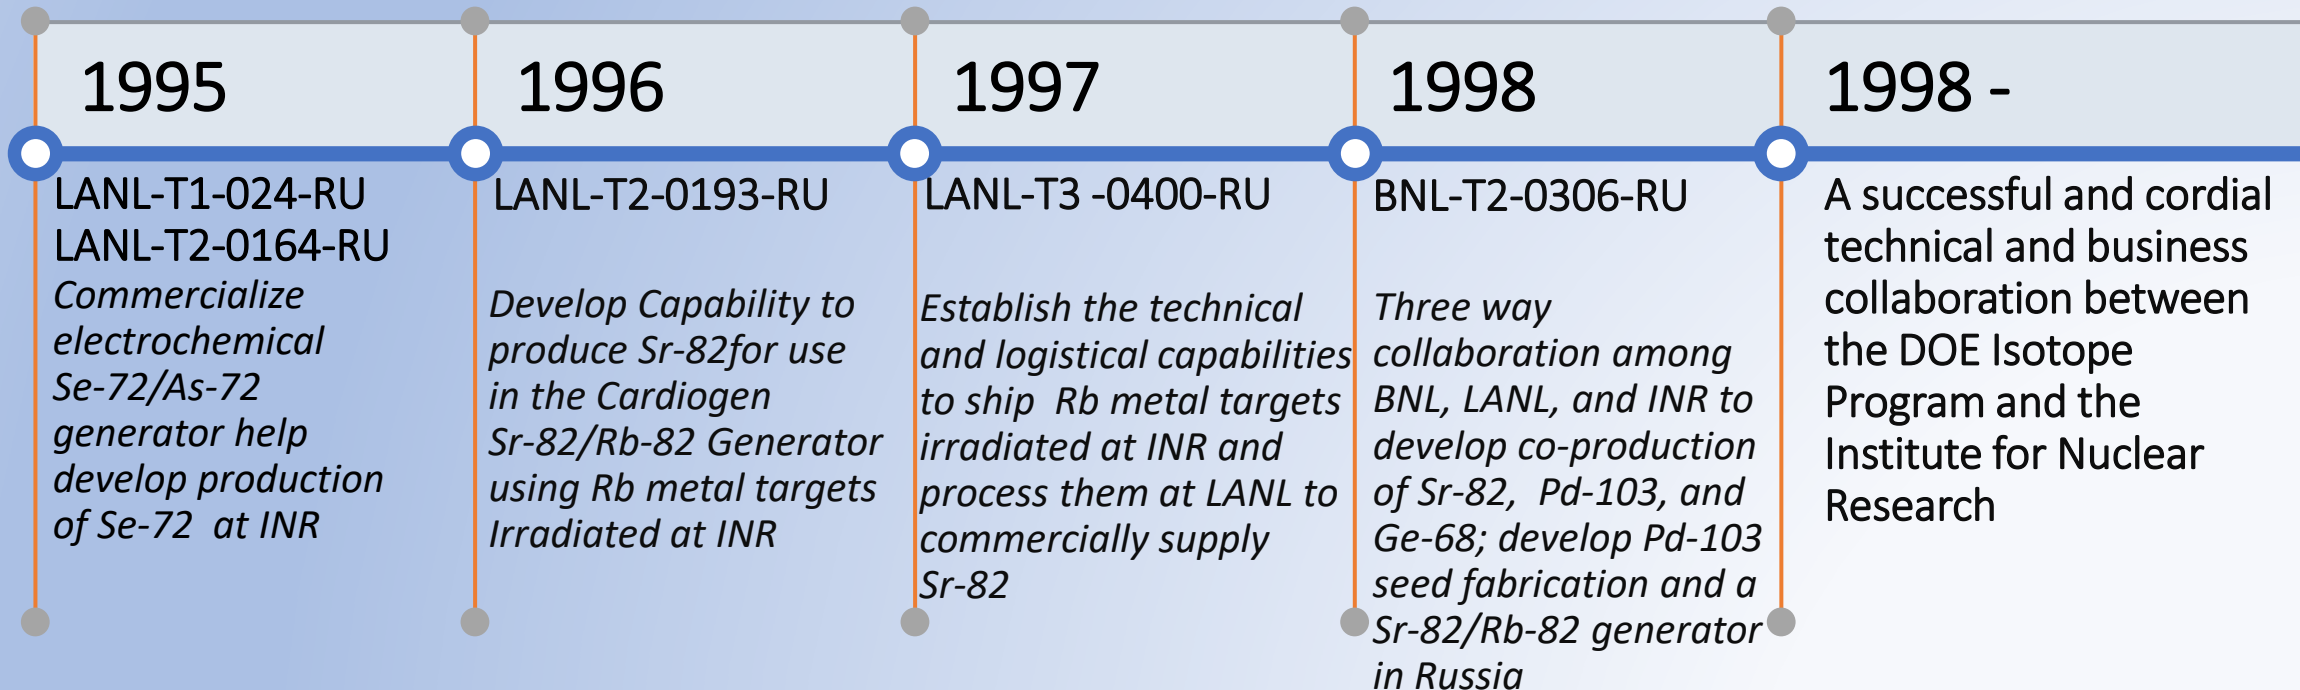 1995
LANL-T1-024-RU
LANL-T2-0164-RU
Commercialize
electrochemical
Se-72/As-72
generator help
develop production
of Se-72 at INR
1996
LANL-T2-0193-RU
Develop Capability to
produce Sr-82for use
in the Cardiogen
Sr-82/Rb-82 Generator
using Rb metal targets
Irradiated at INR
1997
LANL-T3 -0400-RU
Establish the technical
and logistical capabilities
to ship Rb metal targets
irradiated at INR and
process them at LANL to
commercially supply
Sr-82
1998
BNL-T2-0306-RU
Three way
collaboration among
BNL, LANL, and INR to
develop co-production
of Sr-82, Pd-103, and
Ge-68; develop Pd-103
seed fabrication and a
Sr-82/Rb-82 generator
in Russia
1998 -
A successful and cordial
technical and business
collaboration between
the DOE Isotope
Program and the
Institute for Nuclear
Research